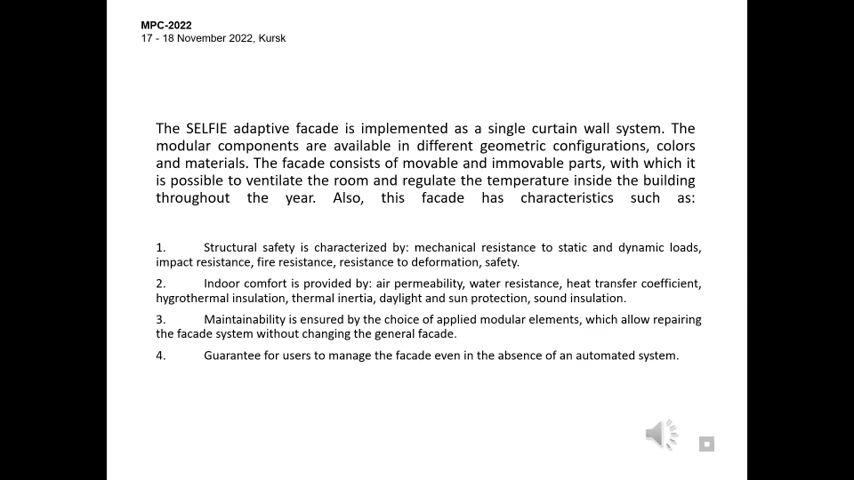 MPC-2022
17 - 18 November 2022, Kursk
The SELFIE adaptive facade is implemented as a single curtain wall system. The
modular components are available in different geometric configurations, colors
and materials. The facade consists of movable and immovable parts, with which it
is possible to ventilate the room and regulate the temperature inside the building
throughout the year. Also, this facade has characteristics such as:
1. Structural safety is characterized by: mechanical resistance to static and dynamic loads,
impact resistance, fire resistance, resistance to deformation, safety.
2. Indoor comfort is provided by: air permeability, water resistance, heat transfer coefficient,
hygrothermal insulation, thermal inertia, daylight and sun protection, sound insulation.
3. Maintainability is ensured by the choice of applied modular elements, which allow repairing
the facade system without changing the general facade.
4. Guarantee for users to manage the facade even in the absence of an automated system.